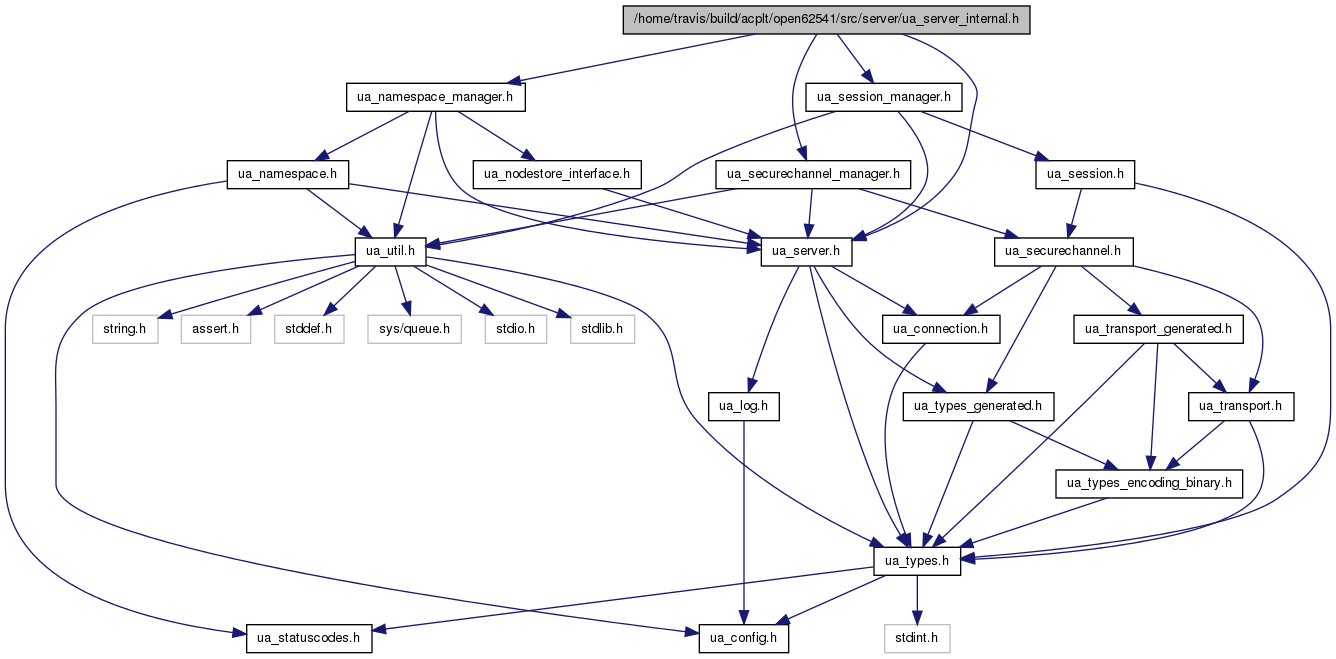 /home/travis/build/acplt/open62541/src/server/ua_server_internal.h
ua_namespace_manager.h
ua_session_manager.h
ua_namespace.h
ua_nodestore_interface.h
ua_securechannel_manager.h
ua_session.h
ua_util.h
ua_server.h
ua_securechannel.h
string.h
assert.h
stddef.h
sys/queue.h
stdio.h
stdlib.h
ua_connection.h
ua_transport_generated.h
ua_log.h
ua_types_generated.h
ua_transport.h
ua_types_encoding_binary.h
ua_types.h
ua_statuscodes.h
ua_config.h
stdint.h